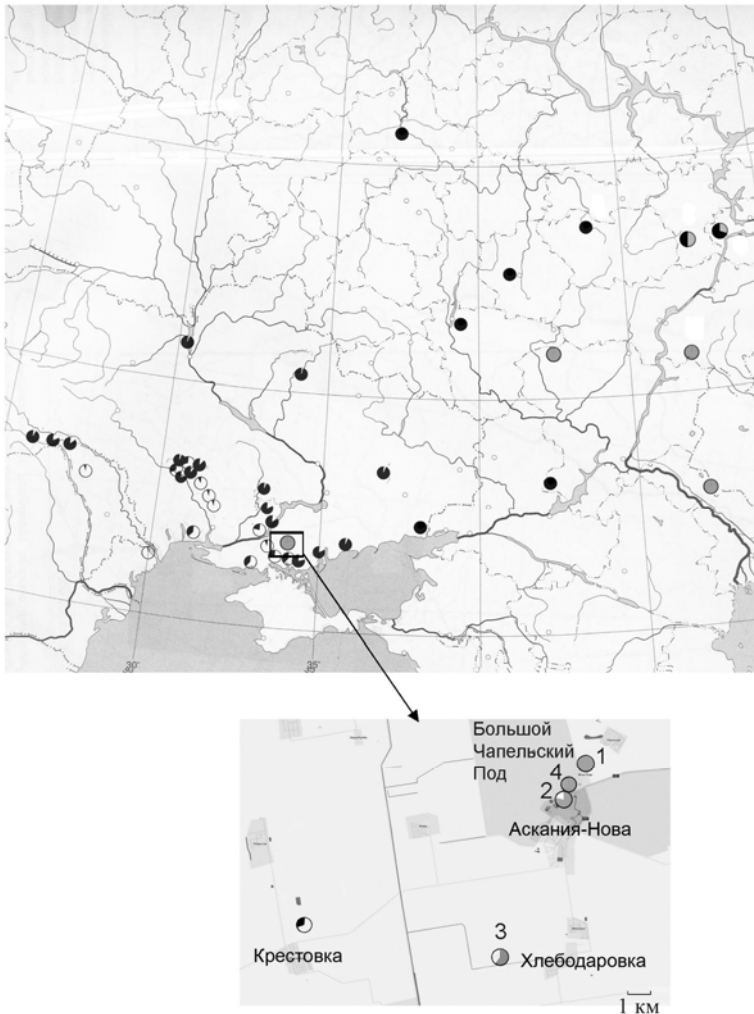 30°
35°
Большой
Чапельский
Под
1
4
2
Аскания-Нова
Крестовка
3
Хлебодаровка
1 км